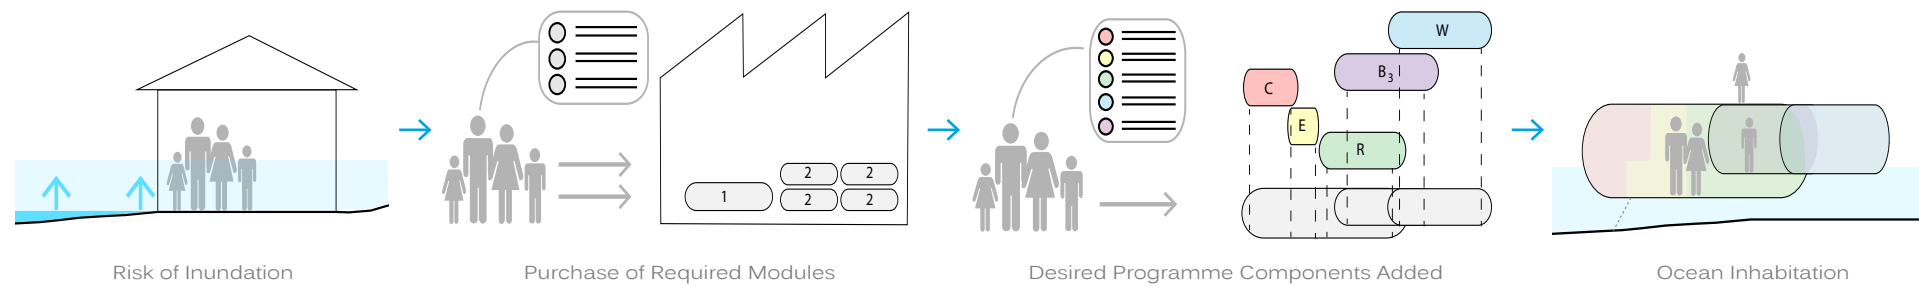 W
B3
C
E
R
2 2
1
2 2
Risk of Inundation
Purchase of Required Modules
Desired Programme Components Added
Ocean Inhabitation